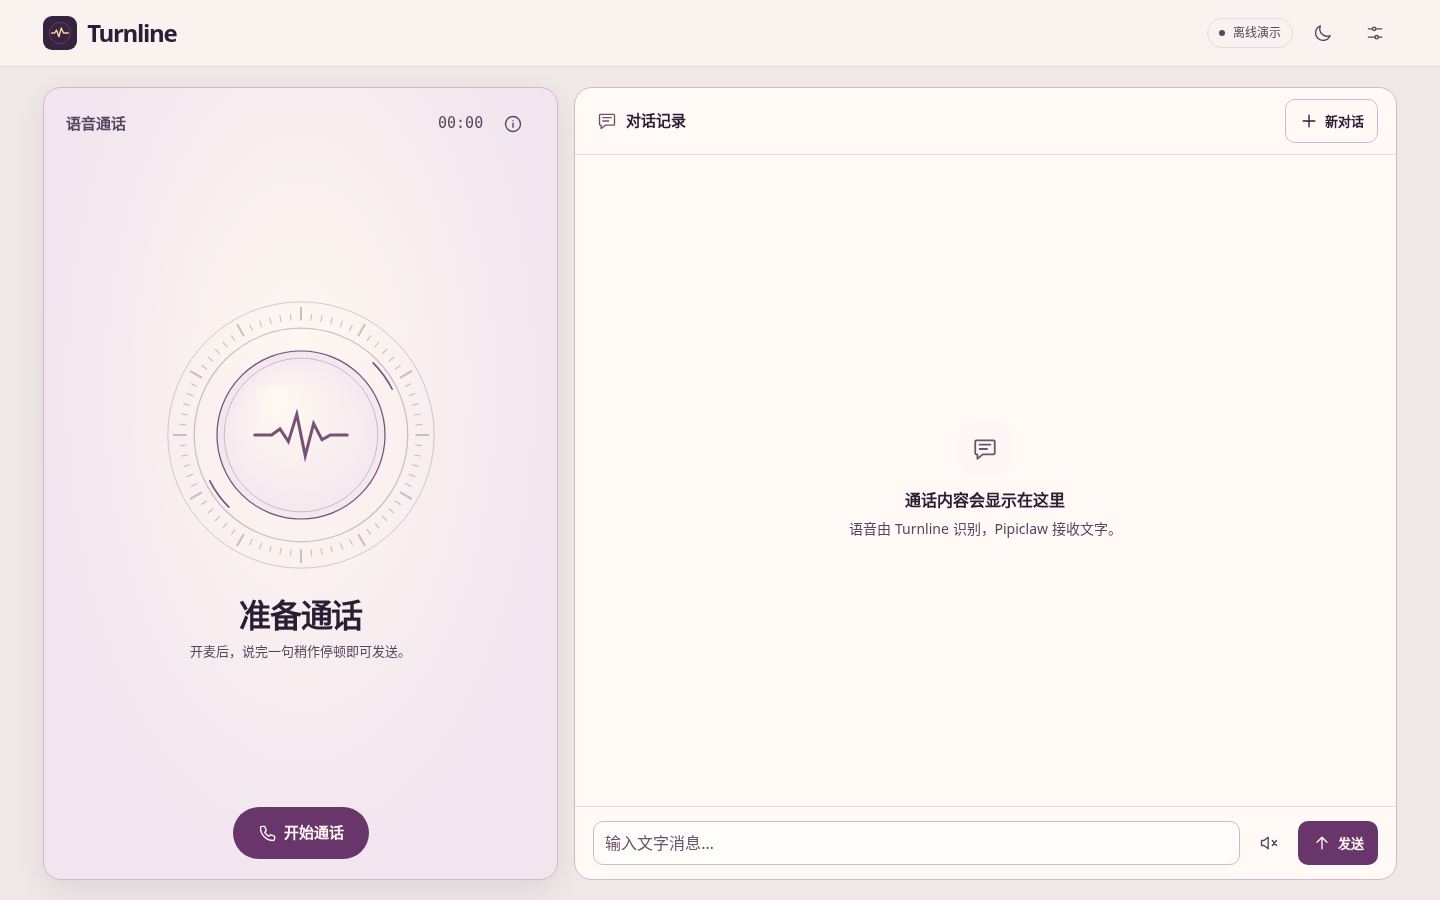 Turnline
离线演示
语音通话
00:00
对话记录
新对话
通话内容会显示在这里
语音由 Turnline 识别，Pipiclaw 接收文字。
准备通话
开麦后，说完一句稍作停顿即可发送。
开始通话
输入文字消息...
发送